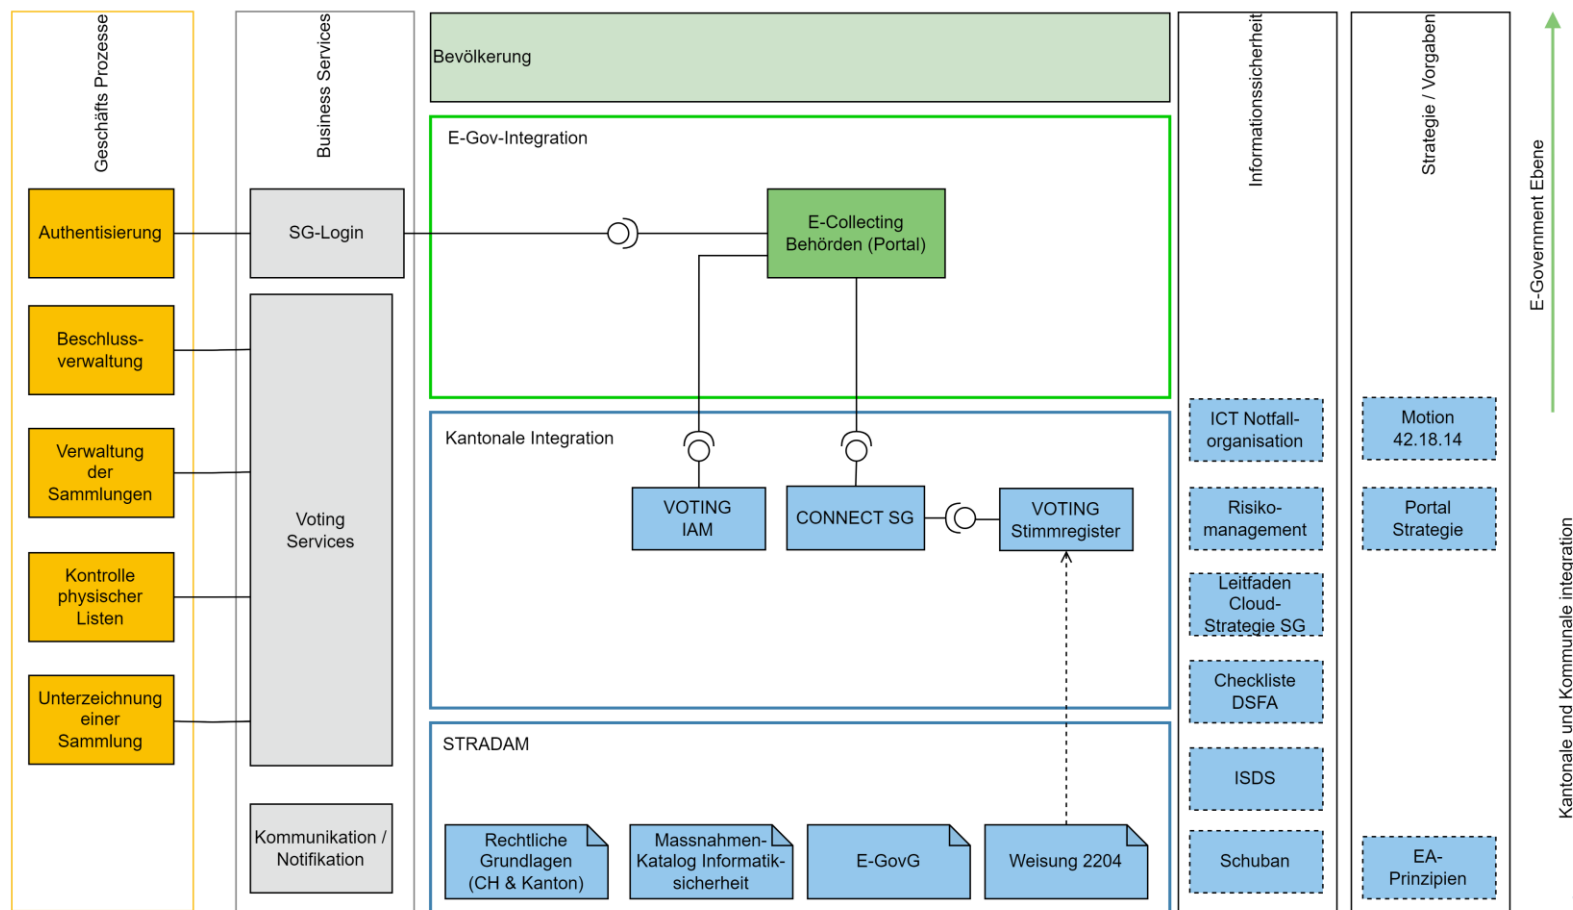 Geschäfts Prozesse
Authentisierung
Beschluss-
verwaltung
Verwaltung
der
Sammlungen
Kontrolle
physischer
Listen
Unterzeichnung
einer
Sammlung
Business Services
SG-Login
Voting
Services
Kommunikation /
Notifikation
Bevölkerung
E-Gov-Integration
E-Collecting
Behörden (Portal)
Kantonale Integration
VOTING
IAM
CONNECT SG
VOTING
Stimmregister
STRADAM
Rechtliche
Grundlagen
(CH & Kanton)
Massnahmen-
Katalog Informatik-
sicherheit
E-GovG
Weisung 2204
Informationssicherheit
ICT Notfall-
organisation
Risiko-
management
Leitfaden
Cloud-
Strategie SG
Checkliste
DSFA
ISDS
Schuban
Strategie / Vorgaben
Motion
42.18.14
Portal
Strategie
EA-
Prinzipien
E-Government Ebene
Kantonale und Kommunale integration